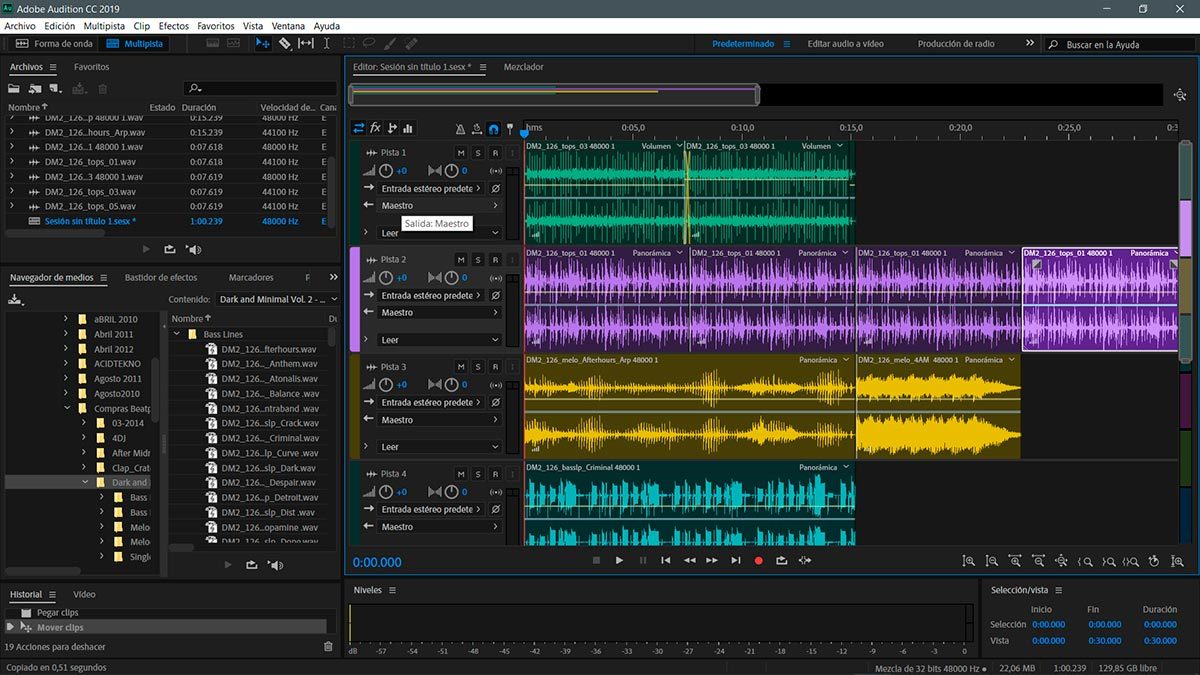 Adobe Audition CC 2019
Archivo Edición Multipista Clip Efectos Favoritos Vista Ventana Ayuda
Forma de onda Multipista Predeterminado Editar audio a vídeo Producción de radio Buscar en la Ayuda
Archivos Favoritos
Nombre Estado Duración Velocidad de... Cana
DM2_126...p 48000 1.wav 0:15.239 48000 Hz E
DM2_126...hours_Arp.wav 0:15.239 44100 Hz E
DM2_126...1 48000 1.wav 0:07.618 48000 Hz E
DM2_126_tops_01.wav 0:07.618 44100 Hz E
DM2_126...3 48000 1.wav 0:07.619 48000 Hz E
DM2_126_tops_03.wav 0:07.619 44100 Hz E
DM2_126_tops_05.wav 0:07.619 44100 Hz E
Sesión sin título 1.sesx * 1:00.239 48000 Hz E
Navegador de medios Bastidor de efectos Marcadores P
Contenido: Dark and Minimal Vol. 2 - ...
aBRIL 2010
Abril 2011
Abril 2012
ACIDTEKNO
Agosto 2011
Agosto2010
Compras Beatp
03-2014
4DJ
After Midn
Clap_Crat
Dark and
Bass
Bass
Melo
Melo
Single
Nombre Du
Bass Lines
DM2_126...fterhours.wav
DM2_126..._Anthem.wav
DM2_126..._Atonalis.wav
DM2_126..._Balance .wav
DM2_126...ntraband .wav
DM2_126...slp_Crack.wav
DM2_126..._Criminal.wav
DM2_126...lp_Curve .wav
DM2_126...slp_Dark.wav
DM2_126..._Despair.wav
DM2_126...p_Detroit.wav
DM2_126...slp_Dist .wav
DM2_126...opamine .wav
DM2_126...slp_Dope.wav
Historial Vídeo
Pegar clips
Mover clips
19 Acciones para deshacer
Copiado en 0,51 segundos
Editor: Sesión sin título 1.sesx * Mezclador
fx hms 0:05,0 0:10,0 0:15,0 0:20,0 0:25,0 0:3
Pista 1 M S R I
+0 0
Entrada estéreo predete
Maestro
Salida: Maestro
Leer
DM2_126_tops_03 48000 1 Volumen DM2_126_tops_03 48000 1 Volumen
Pista 2 M S R I
+0 0
Entrada estéreo predete
Maestro
Leer
DM2_126_tops_01 48000 1 Panorámica DM2_126_tops_01 48000 1 Panorámica DM2_126_tops_01 48000 1 Panorámica DM2_126_tops_01 48000 1 Panorámica
Pista 3 M S R I
+0 0
Entrada estéreo predete
Maestro
Leer
DM2_126_melo_Afterhours_Arp 48000 1 Panorámica DM2_126_melo_4AM 48000 1 Panorámica
Pista 4 M S R I
+0 0
Entrada estéreo predete
Maestro
DM2_126_basslp_Criminal 48000 1 Panorámica
0:00.000
Niveles
dB -57 -54 -51 -48 -45 -42 -39 -36 -33 -30 -27 -24 -21 -18 -15 -12 -9 -6 -3 0
Selección/vista
Inicio Fin Duración
Selección 0:00.000 0:00.000 0:00.000
Vista 0:00.000 0:30.000 0:30.000
Mezcla de 32 bits 48000 Hz 22,06 MB 1:00.239 129,85 GB libre